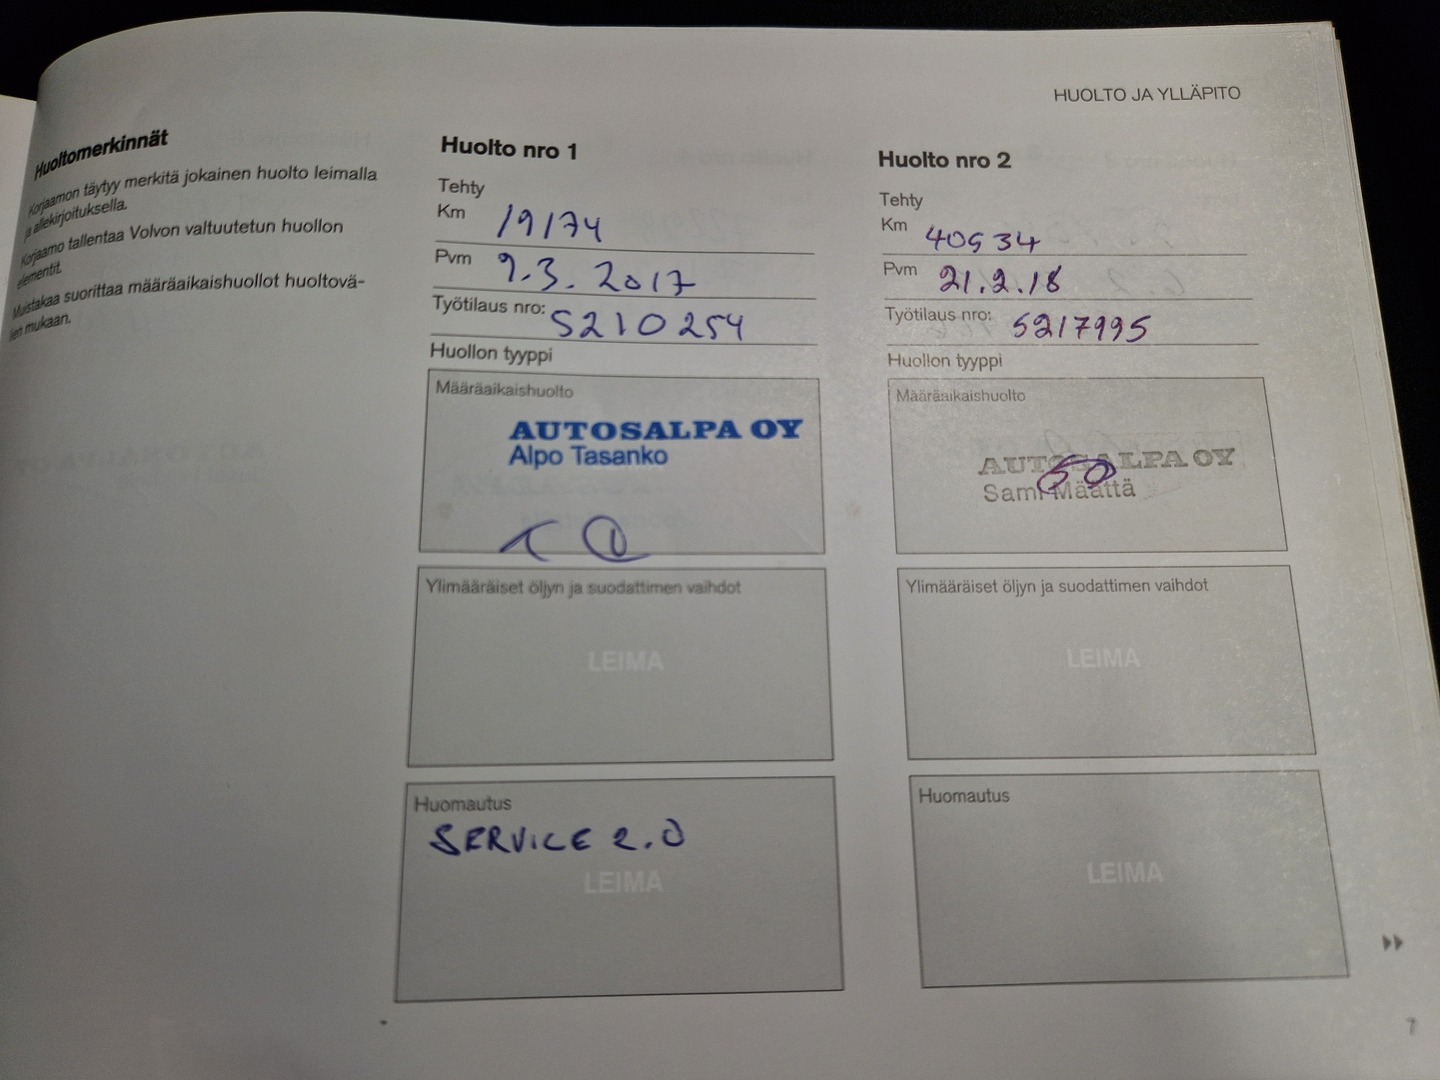 HUOLTO JA YLLÄPITO
Huoltomerkinnät
Korjaamon täytyy merkitä jokainen huolto leimalla
ja allekirjoituksella.
Korjaamo tallentaa Volvon valtuutetun huollon
elementit.
Muistakaa suorittaa määräaikaishuollot huoltovä-
lien mukaan.
Huolto nro 1
Tehty
Km 19174
Pvm 9.3.2017
Työtilaus nro: S210254
Huollon tyyppi
Määräaikaishuolto
AUTOSALPA OY
Alpo Tasanko
Ylimääräiset öljyn ja suodattimen vaihdot
LEIMA
Huomautus
SERVICE 2.0
LEIMA
Huolto nro 2
Tehty
Km 40934
Pvm 21.2.18
Työtilaus nro: S217995
Huollon tyyppi
Määräaikaishuolto
AUTOSALPA OY
Sami Määttä
Ylimääräiset öljyn ja suodattimen vaihdot
LEIMA
Huomautus
LEIMA
7